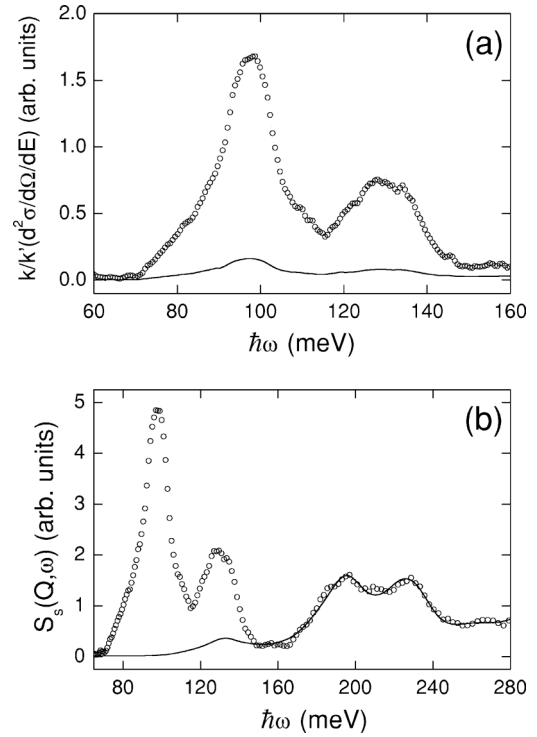 (a)
k/k'(d²σ/dΩ/dE) (arb. units)
2.0
1.5
1.0
0.5
0.0
60 80 100 120 140 160
ℏω (meV)
(b)
Sₛ(Q,ω) (arb. units)
5
4
3
2
1
0
80 120 160 200 240 280
ℏω (meV)